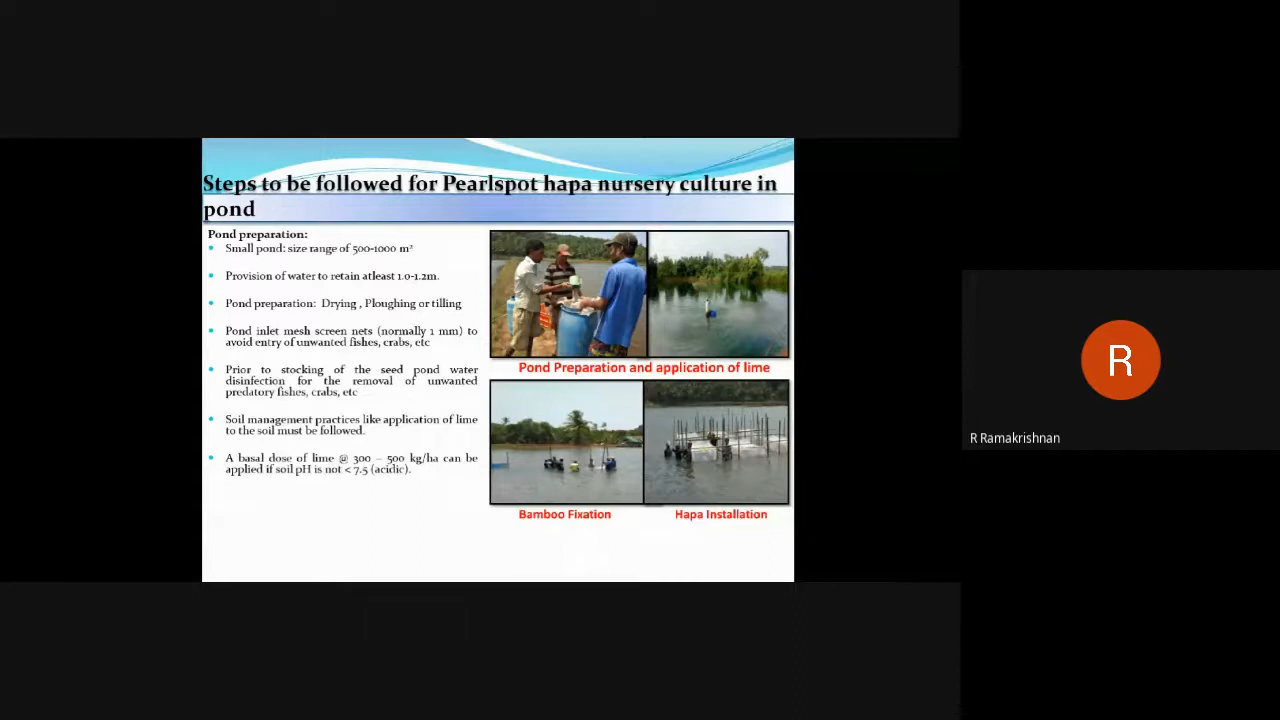 Steps to be followed for Pearlspot hapa nursery culture in
pond
Pond preparation:
• Small pond: size range of 500-1000 m²
• Provision of water to retain atleast 1.0-1.2m.
• Pond preparation: Drying , Ploughing or tilling
• Pond inlet mesh screen nets (normally 1 mm) to
avoid entry of unwanted fishes, crabs, etc
• Prior to stocking of the seed pond water
disinfection for the removal of unwanted
predatory fishes, crabs, etc
• Soil management practices like application of lime
to the soil must be followed.
• A basal dose of lime @ 300 – 500 kg/ha can be
applied if soil pH is not < 7.5 (acidic).
Pond Preparation and application of lime
Bamboo Fixation
Hapa Installation
R
R Ramakrishnan